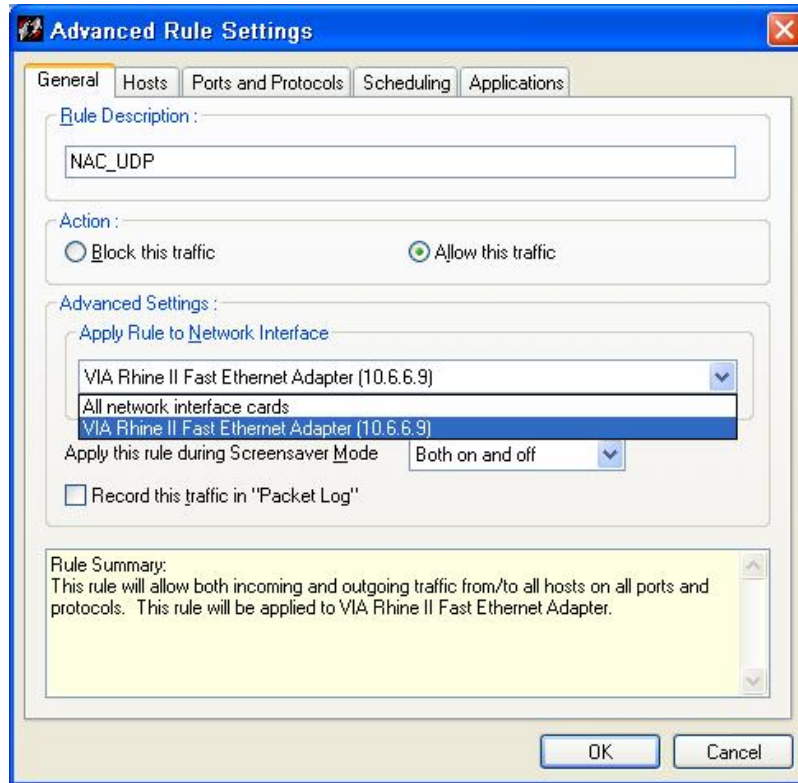 Advanced Rule Settings
General Hosts Ports and Protocols Scheduling Applications
Rule Description :
NAC_UDP
Action :
Block this traffic Allow this traffic
Advanced Settings :
Apply Rule to Network Interface
VIA Rhine II Fast Ethernet Adapter (10.6.6.9)
All network interface cards
VIA Rhine II Fast Ethernet Adapter (10.6.6.9)
Apply this rule during Screensaver Mode Both on and off
Record this traffic in "Packet Log"
Rule Summary:
This rule will allow both incoming and outgoing traffic from/to all hosts on all ports and
protocols. This rule will be applied to VIA Rhine II Fast Ethernet Adapter.
OK Cancel